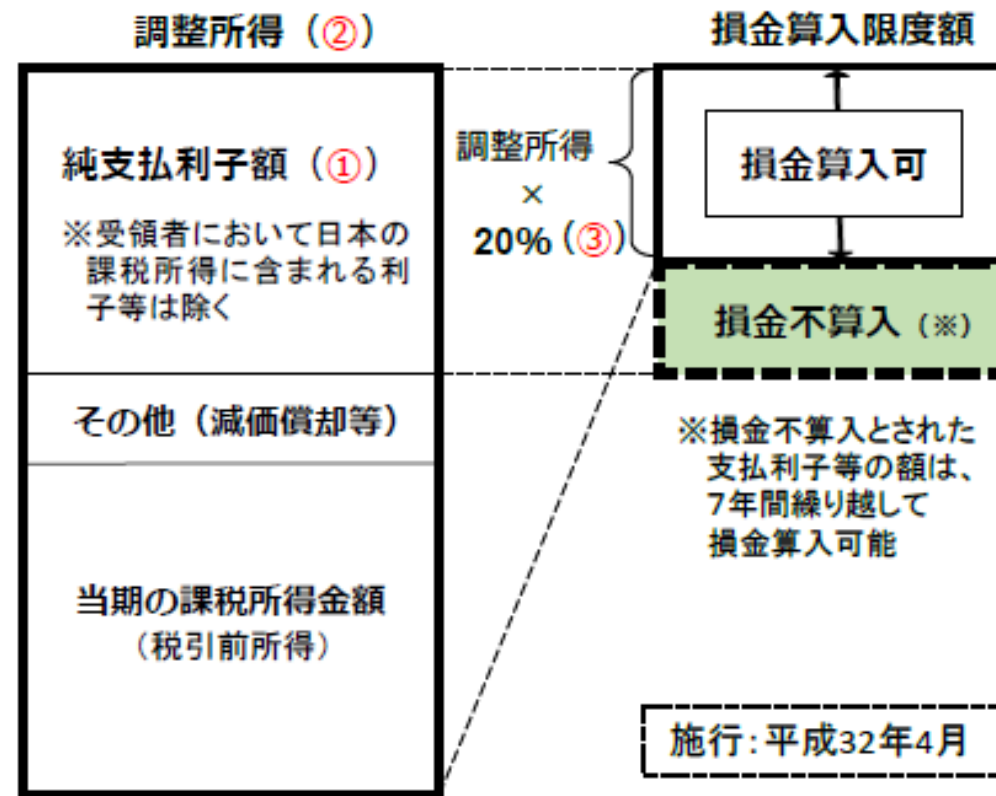 調整所得（②）
純支払利子額（①）
※受領者において日本の
課税所得に含まれる利
子等は除く
その他（減価償却等）
当期の課税所得金額
（税引前所得）
調整所得
×
20%（③）
損金算入限度額
損金算入可
損金不算入（※）
※損金不算入とされた
支払利子等の額は、
7年間繰り越して
損金算入可能
施行：平成32年4月